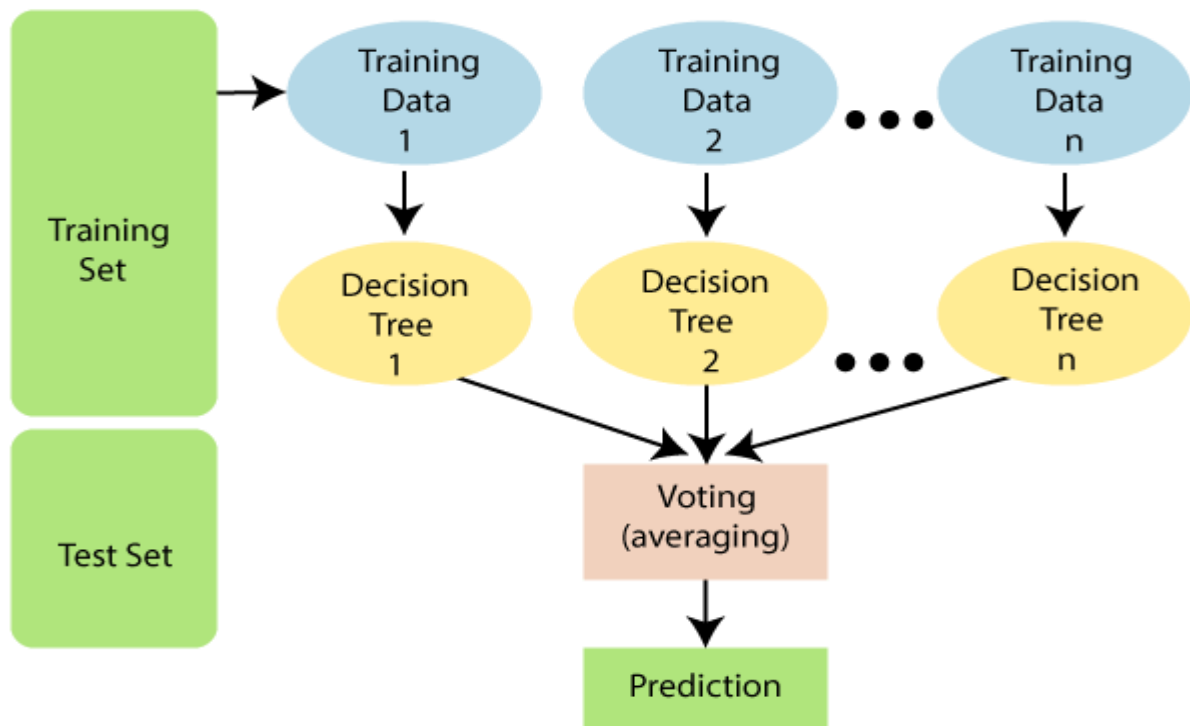 Training
Set
Training
Data
1
Training
Data
2
Training
Data
n
Decision
Tree
1
Decision
Tree
2
Decision
Tree
n
Test Set
Voting
(averaging)
Prediction